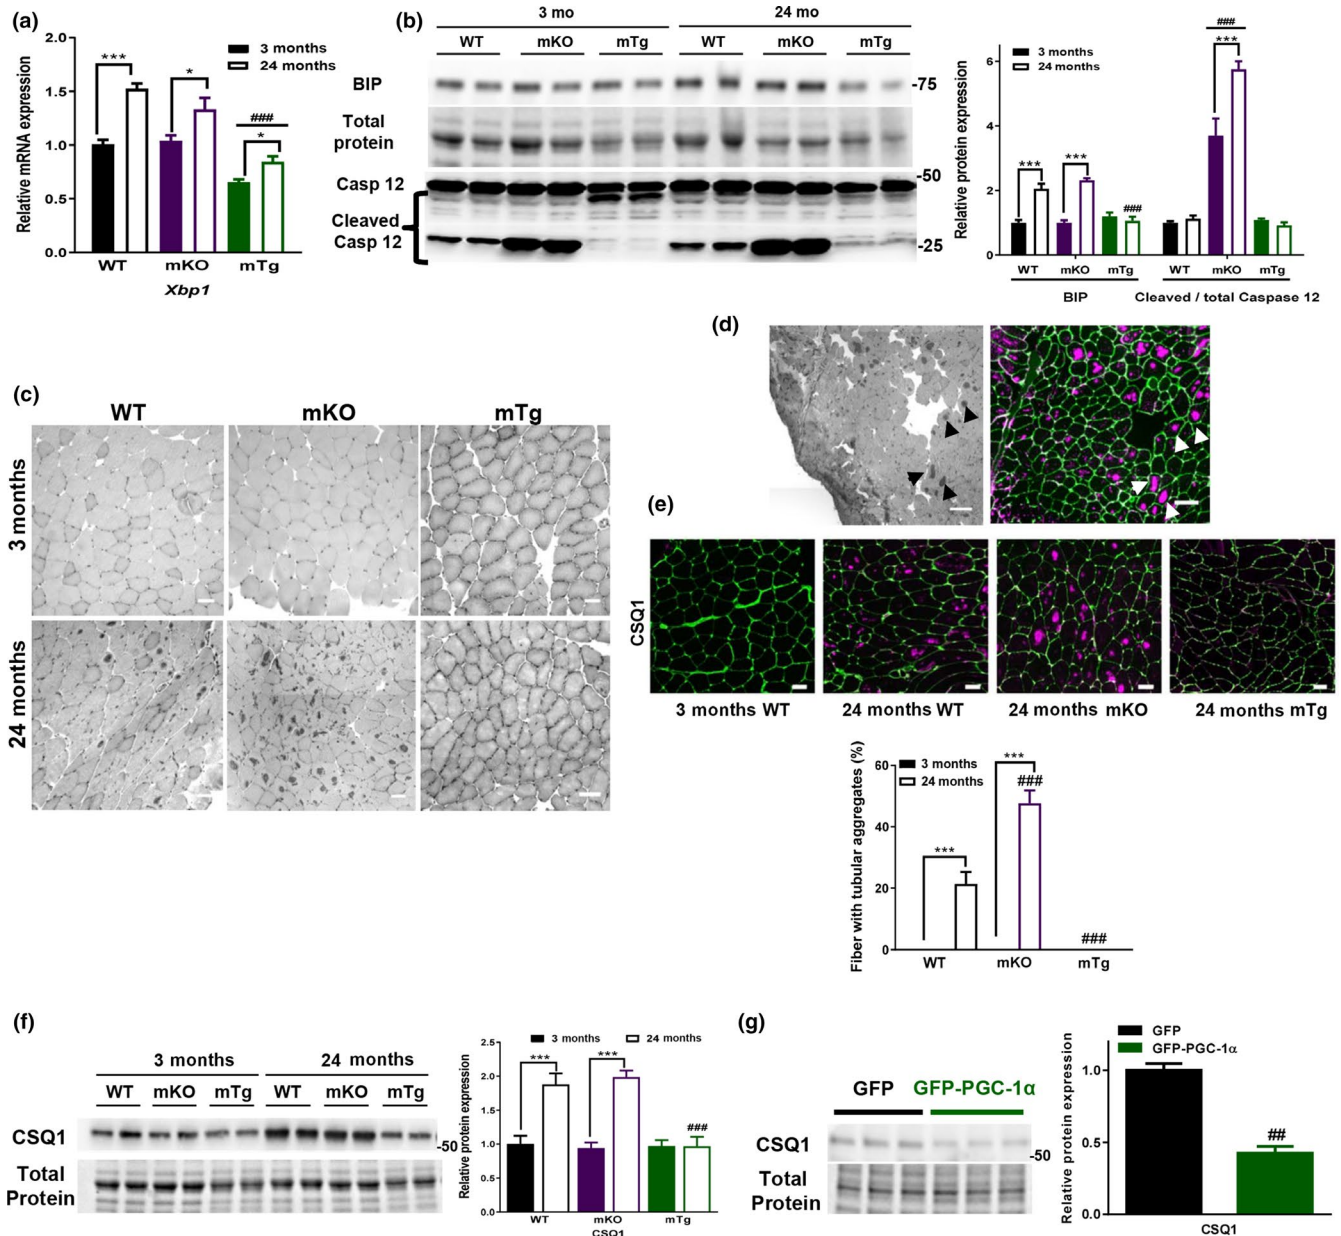 (a)
2.0
1.5
1.0
0.5
0.0
Relative mRNA expression
3 months
24 months
***
*
###
*
WT mKO mTg
Xbp1
(b)
3 mo 24 mo
WT mKO mTg WT mKO mTg
BIP
-75
Total
protein
Casp 12
-50
Cleaved
Casp 12
-25
Relative protein expression
6
4
2
0
3 months
24 months
***
***
###
###
***
WT mKO mTg WT mKO mTg
BIP Cleaved / total Caspase 12
(c)
WT mKO mTg
3 months
24 months
(d)
(e)
CSQ1
3 months WT 24 months WT 24 months mKO 24 months mTg
Fiber with tubular aggregates (%)
60
40
20
0
3 months
24 months
***
***
###
###
WT mKO mTg
(f)
3 months 24 months
WT mKO mTg WT mKO mTg
CSQ1
-50
Total
Protein
Relative protein expression
2.5
2.0
1.5
1.0
0.5
0.0
3 months 24 months
***
***
###
WT mKO mTg
CSQ1
(g)
GFP GFP-PGC-1α
CSQ1
-50
Total
Protein
Relative protein expression
1.0
0.5
0.0
GFP
GFP-PGC-1α
##
CSQ1